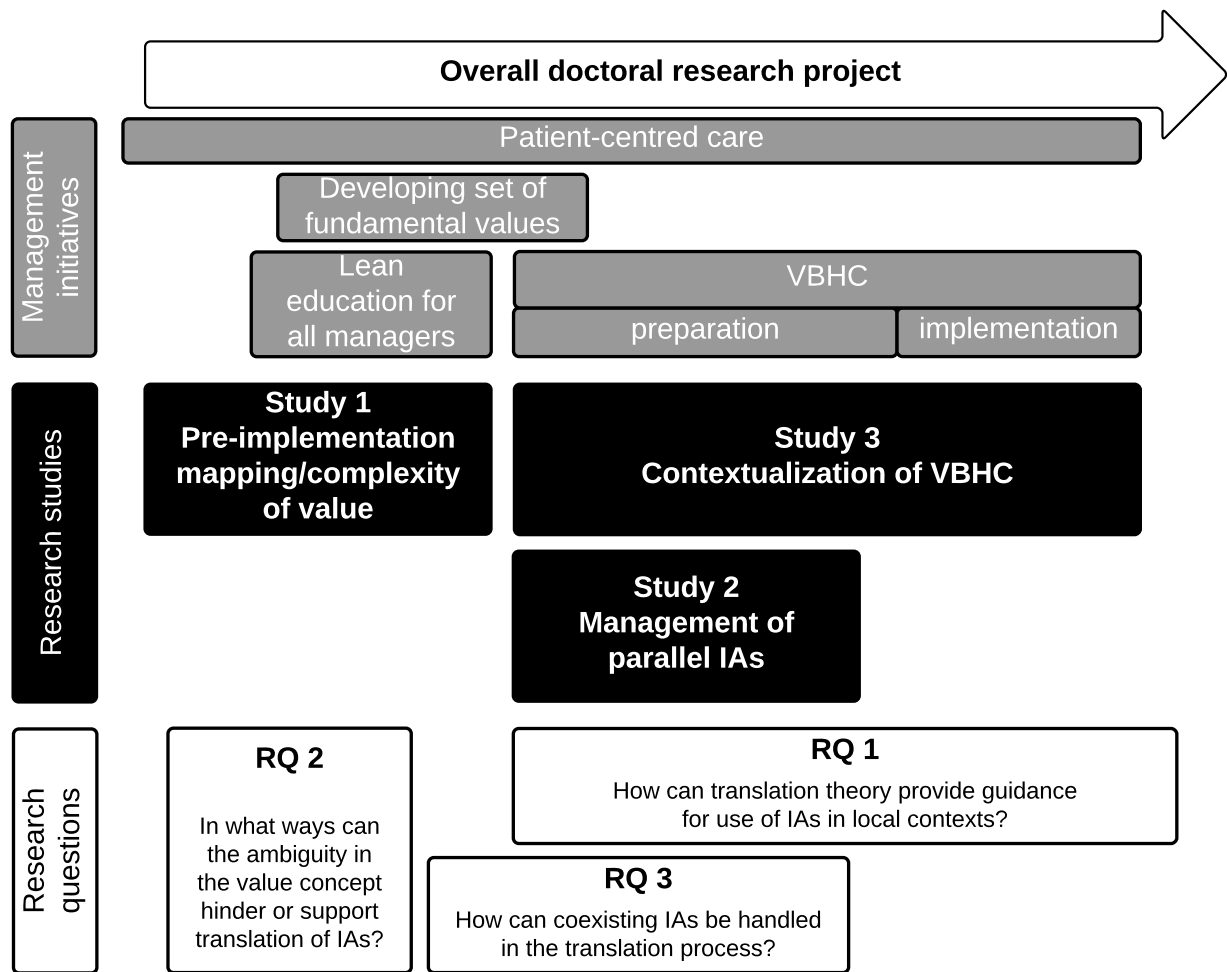 Overall doctoral research project
Management
initiatives
Patient-centred care
Developing set of
fundamental values
Lean
education for
all managers
VBHC
preparation
implementation
Research studies
Study 1
Pre-implementation
mapping/complexity
of value
Study 3
Contextualization of VBHC
Study 2
Management of
parallel IAs
Research
questions
RQ 2
In what ways can
the ambiguity in
the value concept
hinder or support
translation of IAs?
RQ 1
How can translation theory provide guidance
for use of IAs in local contexts?
RQ 3
How can coexisting IAs be handled
in the translation process?